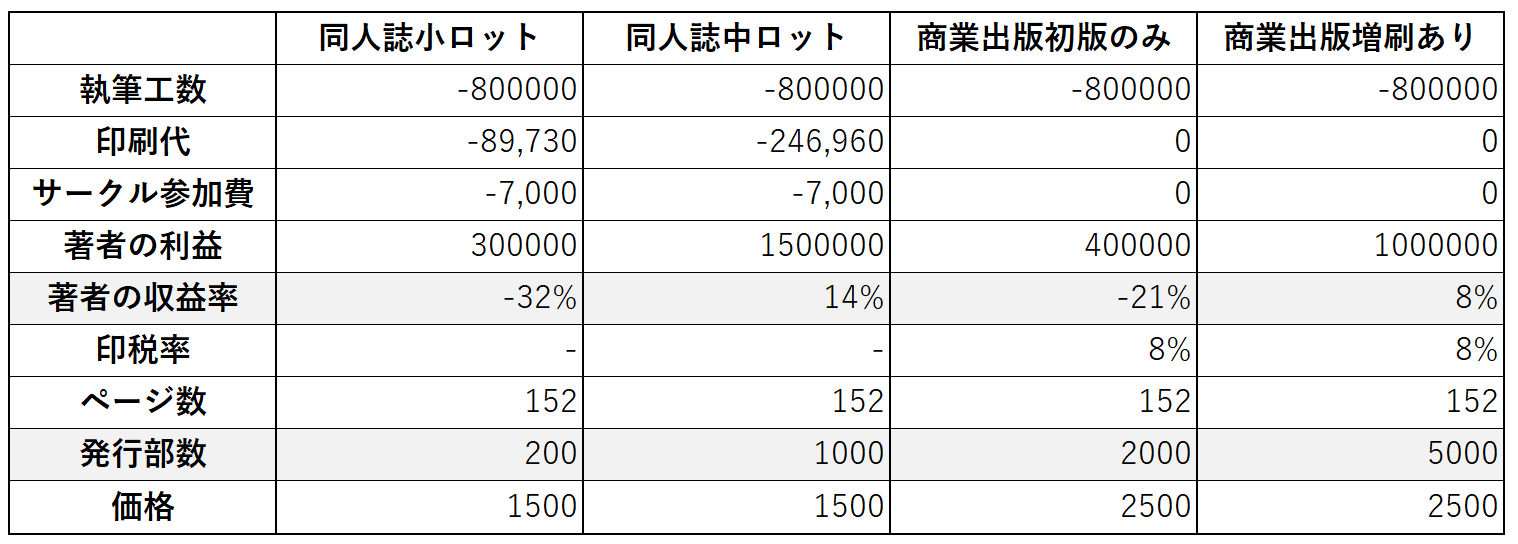 同人誌小ロット 同人誌中ロット 商業出版初版のみ 商業出版増刷あり
執筆工数 -800000 -800000 -800000 -800000
印刷代 -89,730 -246,960 0 0
サークル参加費 -7,000 -7,000 0 0
著者の利益 300000 1500000 400000 1000000
著者の収益率 -32% 14% -21% 8%
印税率 - - 8% 8%
ページ数 152 152 152 152
発行部数 200 1000 2000 5000
価格 1500 1500 2500 2500